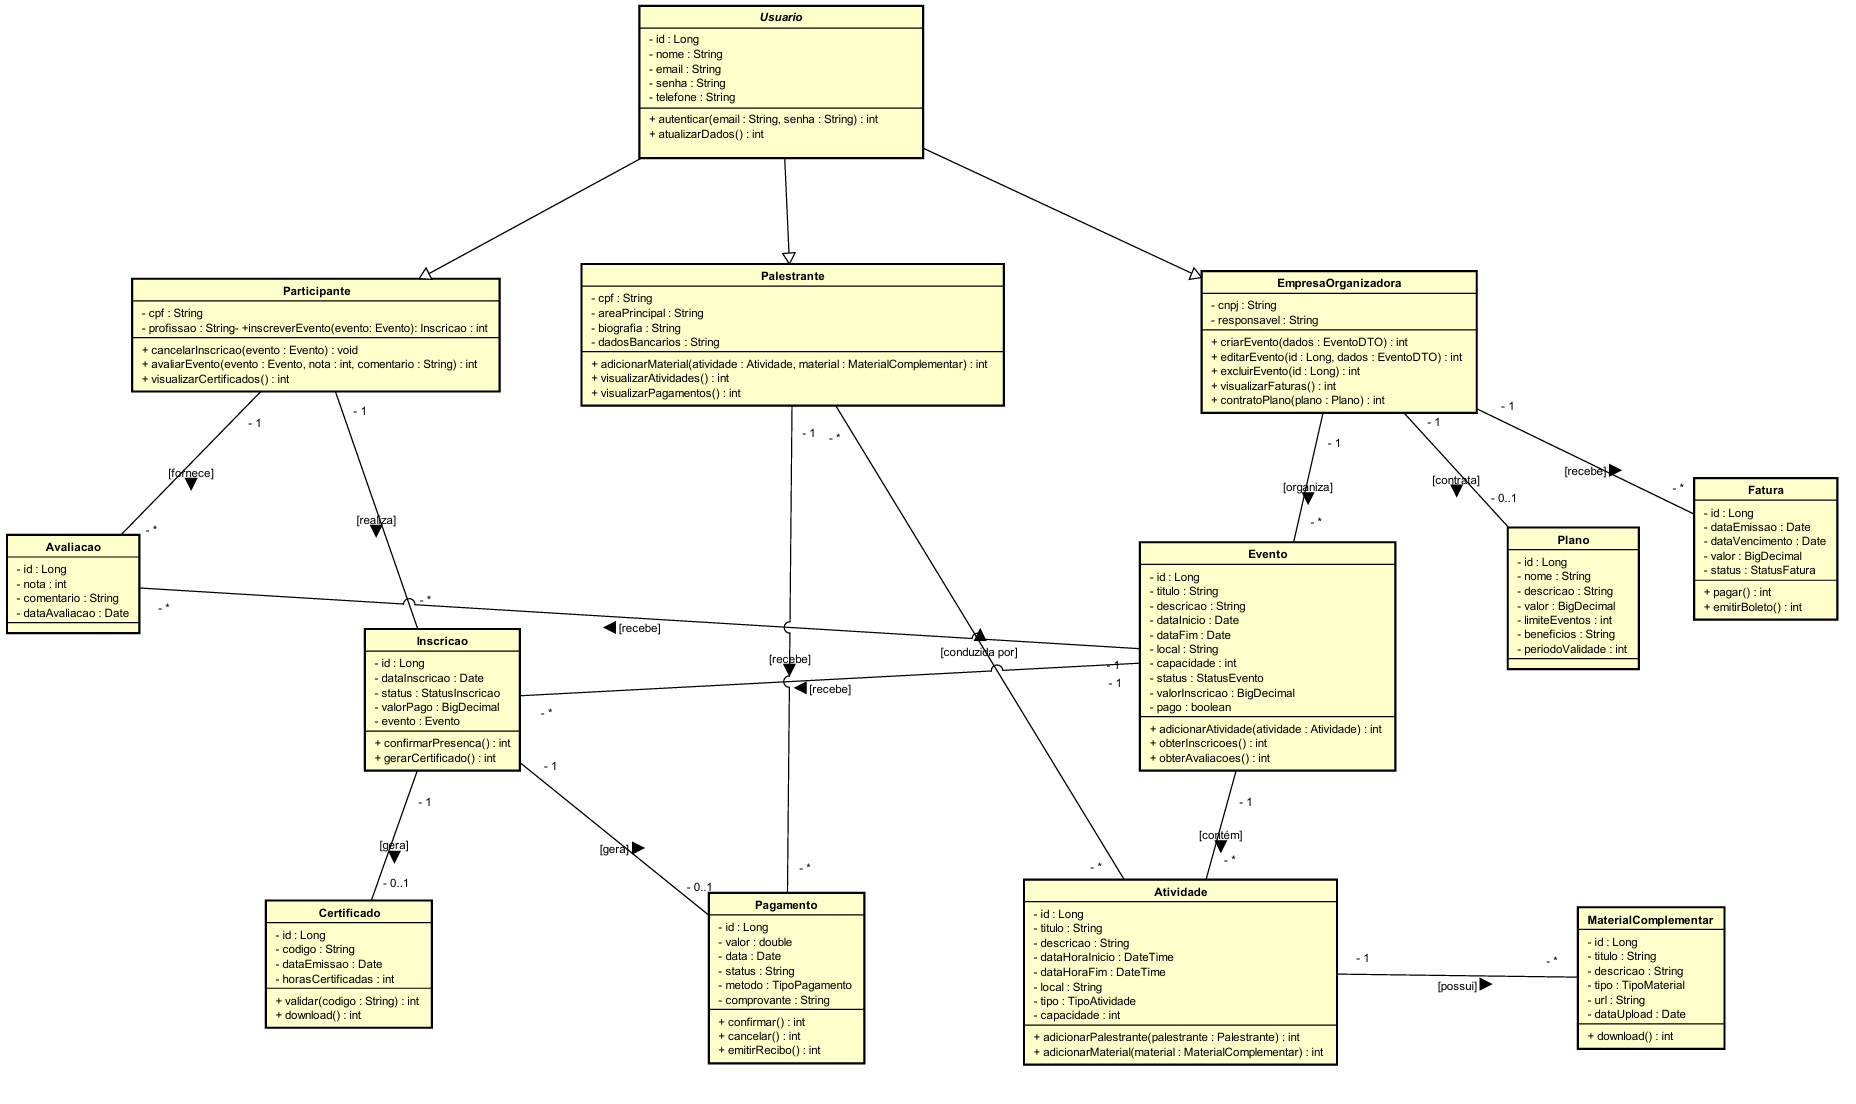 Usuario
- id : Long
- nome : String
- email : String
- senha : String
- telefone : String
+ autenticar(email : String, senha : String) : int
+ atualizarDados() : int
Participante
- cpf : String
- profissao : String- +inscreverEvento(evento: Evento): Inscricao : int
+ cancelarInscricao(evento : Evento) : void
+ avaliarEvento(evento : Evento, nota : int, comentario : String) : int
+ visualizarCertificados() : int
Palestrante
- cpf : String
- areaPrincipal : String
- biografia : String
- dadosBancarios : String
+ adicionarMaterial(atividade : Atividade, material : MaterialComplementar) : int
+ visualizarAtividades() : int
+ visualizarPagamentos() : int
EmpresaOrganizadora
- cnpj : String
- responsavel : String
+ criarEvento(dados : EventoDTO) : int
+ editarEvento(id : Long, dados : EventoDTO) : int
+ excluirEvento(id : Long) : int
+ visualizarFaturas() : int
+ contratoPlano(plano : Plano) : int
- 1
- 1
- 1
- *
- 1
- 1
- 1
[fornece]
[realiza]
[organiza]
[contrata]
[recebe]
- *
- *
- *
- 0..1
- *
Avaliacao
- id : Long
- nota : int
- comentario : String
- dataAvaliacao : Date
Fatura
- id : Long
- dataEmissao : Date
- dataVencimento : Date
- valor : BigDecimal
- status : StatusFatura
+ pagar() : int
+ emitirBoleto() : int
Plano
- id : Long
- nome : String
- descricao : String
- valor : BigDecimal
- limiteEventos : int
- beneficios : String
- periodoValidade : int
Evento
- id : Long
- titulo : String
- descricao : String
- dataInicio : Date
- dataFim : Date
- local : String
- capacidade : int
- status : StatusEvento
- valorInscricao : BigDecimal
- pago : boolean
+ adicionarAtividade(atividade : Atividade) : int
+ obterInscricoes() : int
+ obterAvaliacoes() : int
- *
[recebe]
- 1
[recebe]
[conduzida por]
[recebe]
- 1
- *
Inscricao
- id : Long
- dataInscricao : Date
- status : StatusInscricao
- valorPago : BigDecimal
- evento : Evento
+ confirmarPresenca() : int
+ gerarCertificado() : int
- 1
[gera]
- 0..1
- 1
[gera]
- 0..1
- *
- 1
[contém]
- *
- *
Certificado
- id : Long
- codigo : String
- dataEmissao : Date
- horasCertificadas : int
+ validar(codigo : String) : int
+ download() : int
Pagamento
- id : Long
- valor : double
- data : Date
- status : String
- metodo : TipoPagamento
- comprovante : String
+ confirmar() : int
+ cancelar() : int
+ emitirRecibo() : int
Atividade
- id : Long
- titulo : String
- descricao : String
- dataHoraInicio : DateTime
- dataHoraFim : DateTime
- local : String
- tipo : TipoAtividade
- capacidade : int
+ adicionarPalestrante(palestrante : Palestrante) : int
+ adicionarMaterial(material : MaterialComplementar) : int
- 1
[possui]
- *
MaterialComplementar
- id : Long
- titulo : String
- descricao : String
- tipo : TipoMaterial
- url : String
- dataUpload : Date
+ download() : int